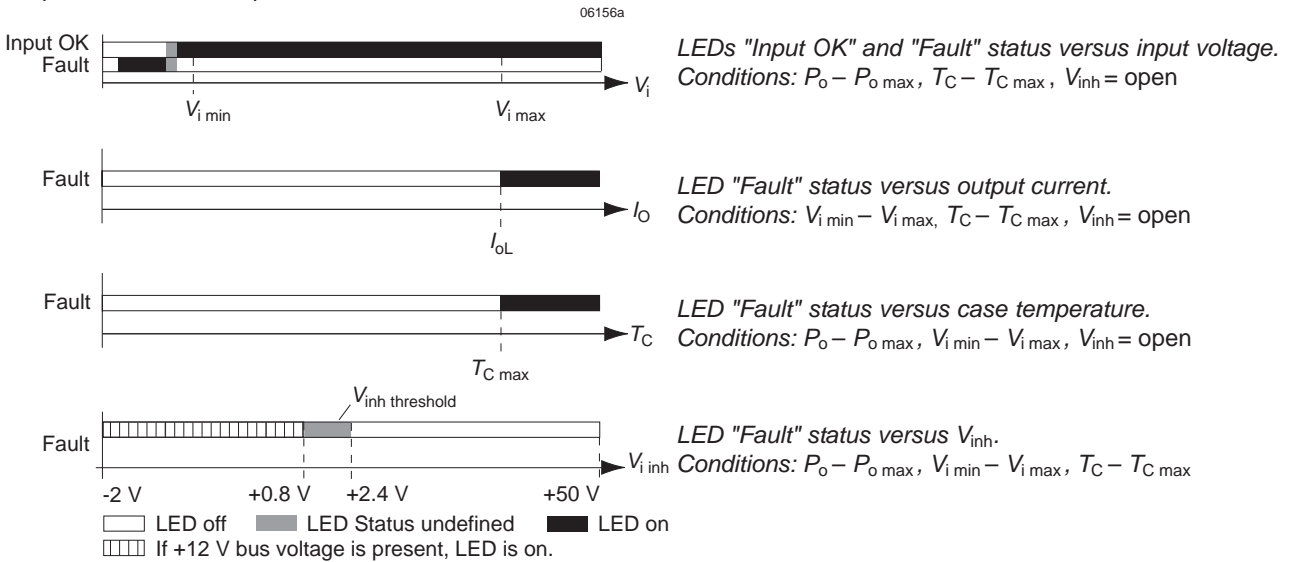 06156a
Input OK
Fault
LEDs "Input OK" and "Fault" status versus input voltage.
Conditions: Po – Po max, TC – TC max , Vinh = open
Vi
Vi min
Vi max
Fault
LED "Fault" status versus output current.
Conditions: Vi min – Vi max, TC – TC max , Vinh = open
IO
IoL
Fault
LED "Fault" status versus case temperature.
Conditions: Po – Po max, Vi min – Vi max, Vinh = open
TC
TC max
Vinh threshold
Fault
LED "Fault" status versus Vinh.
Conditions: Po – Po max, Vi min – Vi max, TC – TC max
Vi inh
-2 V +0.8 V +2.4 V +50 V
LED off LED Status undefined LED on
If +12 V bus voltage is present, LED is on.